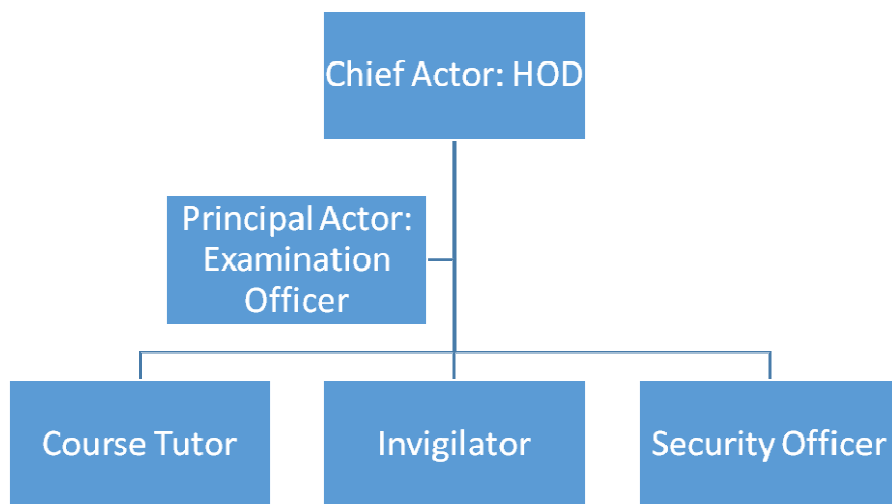 Chief Actor: HOD
Principal Actor:
Examination
Officer
Course Tutor
Invigilator
Security Officer